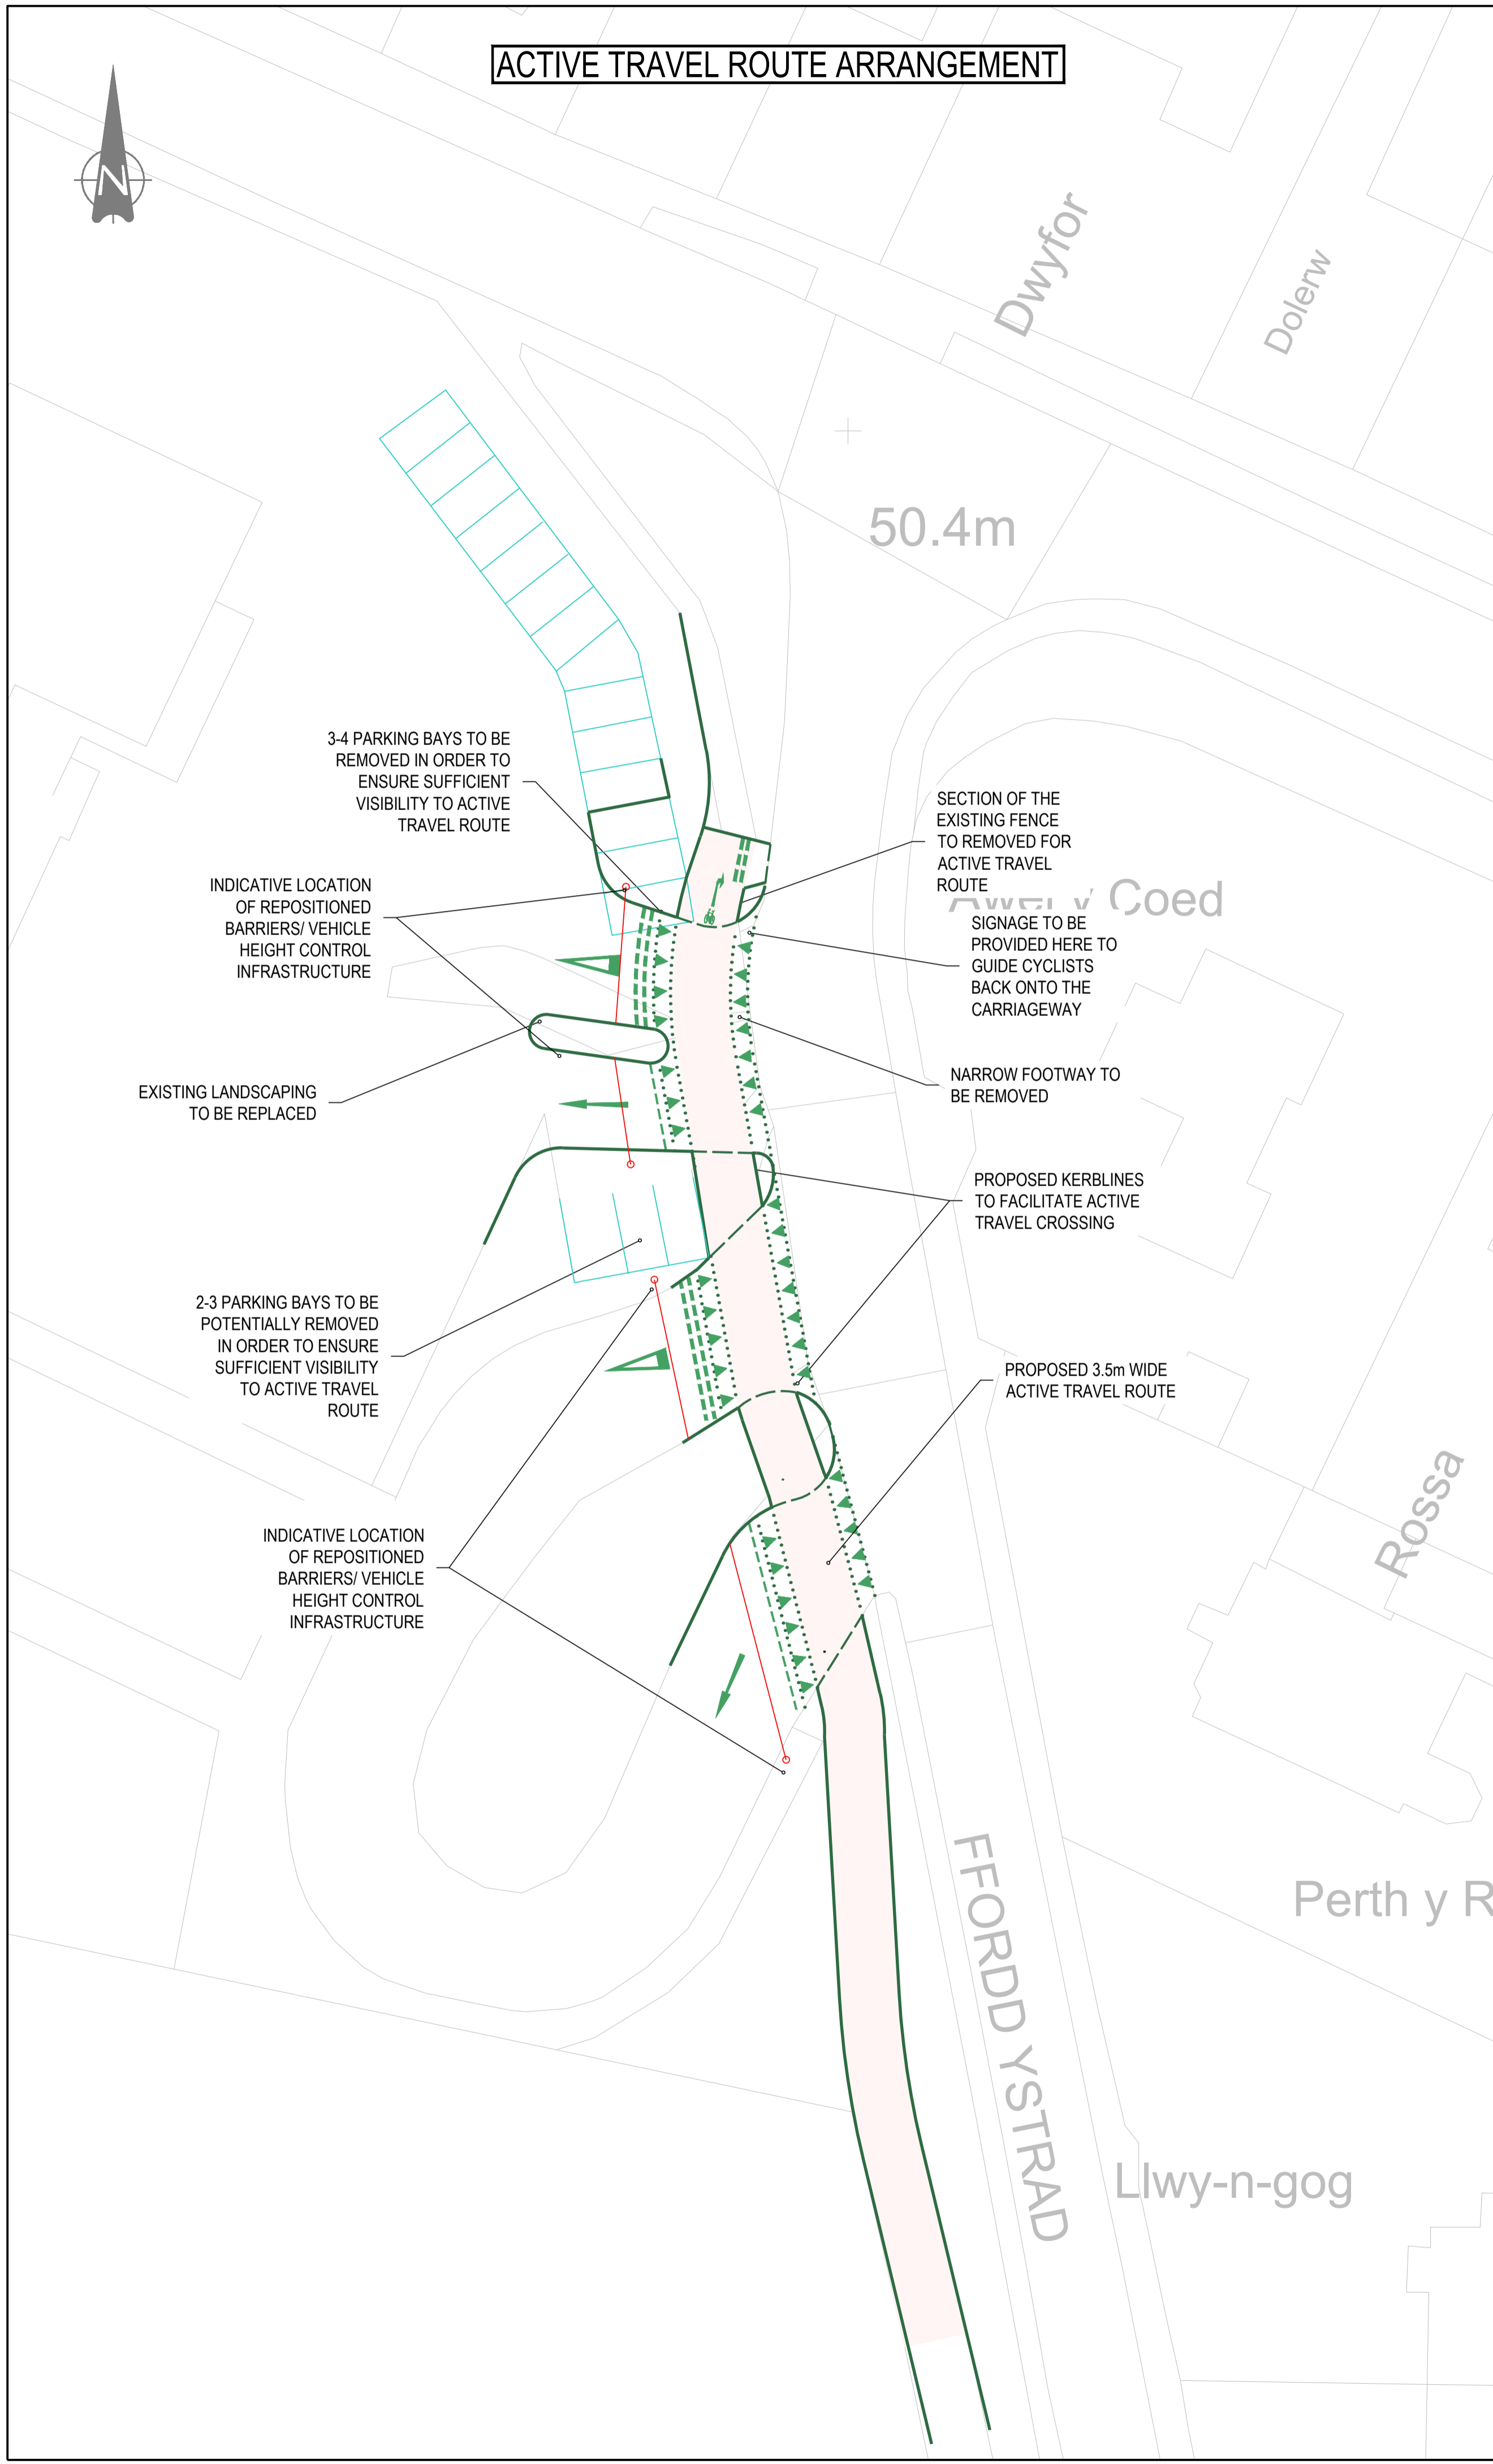 ACTIVE TRAVEL ROUTE ARRANGEMENT
N
Dwyfor
Dolerw
50.4m
3-4 PARKING BAYS TO BE
REMOVED IN ORDER TO
ENSURE SUFFICIENT
VISIBILITY TO ACTIVE
TRAVEL ROUTE
SECTION OF THE
EXISTING FENCE
TO REMOVED FOR
ACTIVE TRAVEL
ROUTE
Awel y Coed
INDICATIVE LOCATION
OF REPOSITIONED
BARRIERS/ VEHICLE
HEIGHT CONTROL
INFRASTRUCTURE
SIGNAGE TO BE
PROVIDED HERE TO
GUIDE CYCLISTS
BACK ONTO THE
CARRIAGEWAY
EXISTING LANDSCAPING
TO BE REPLACED
NARROW FOOTWAY TO
BE REMOVED
PROPOSED KERBLINES
TO FACILITATE ACTIVE
TRAVEL CROSSING
2-3 PARKING BAYS TO BE
POTENTIALLY REMOVED
IN ORDER TO ENSURE
SUFFICIENT VISIBILITY
TO ACTIVE TRAVEL
ROUTE
PROPOSED 3.5m WIDE
ACTIVE TRAVEL ROUTE
Rossa
INDICATIVE LOCATION
OF REPOSITIONED
BARRIERS/ VEHICLE
HEIGHT CONTROL
INFRASTRUCTURE
FFORDD YSTRAD
Perth y R
Llwy-n-gog